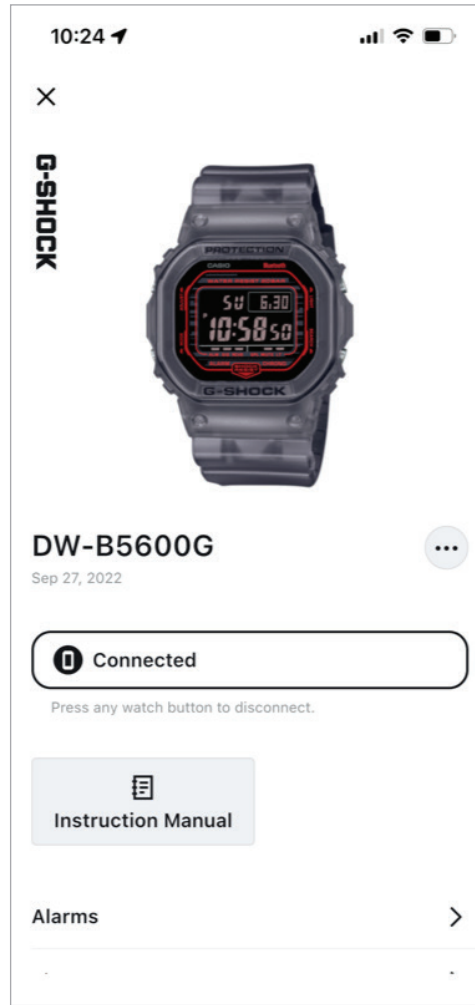 10:24
G-SHOCK
PROTECTION
CASIO Bluetooth
SU 6.30
P 10:58 50
G-SHOCK
DW-B5600G
Sep 27, 2022
Connected
Press any watch button to disconnect.
Instruction Manual
Alarms